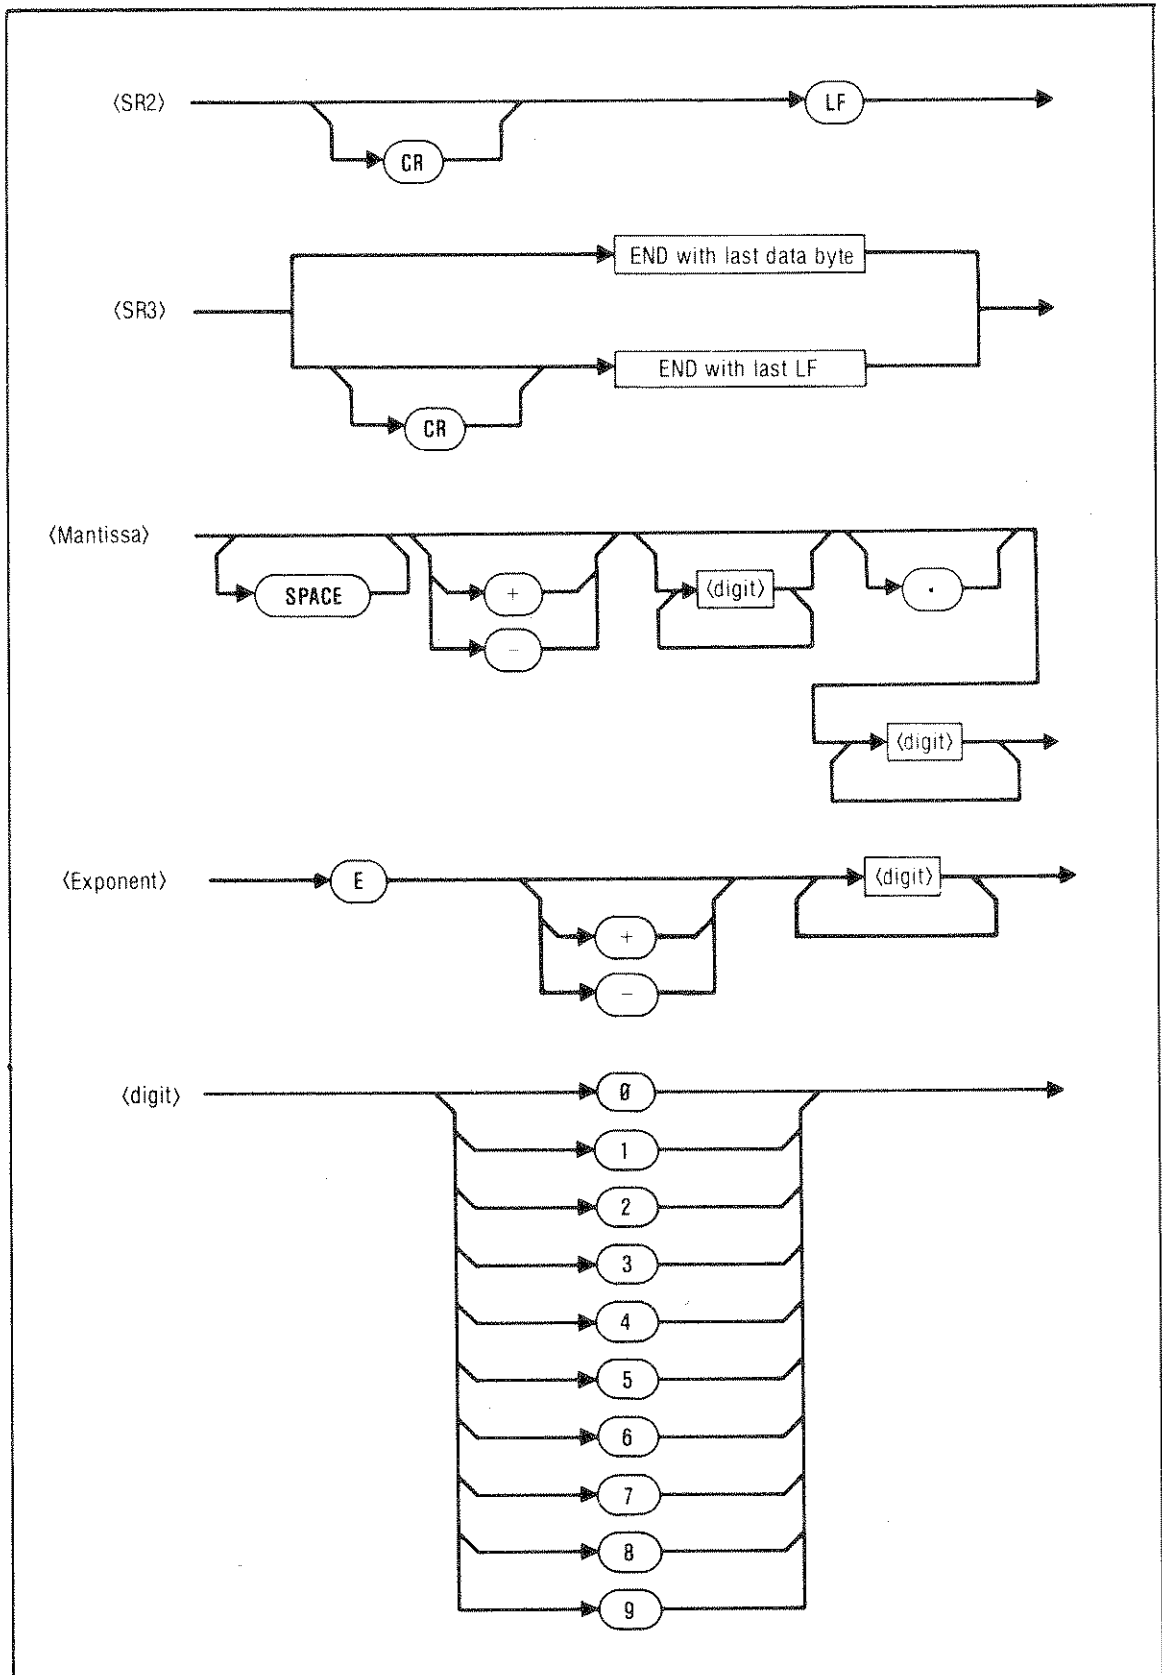 ⟨SR2⟩
LF
CR
END with last data byte
⟨SR3⟩
END with last LF
CR
⟨Mantissa⟩
SPACE
+
⟨digit⟩
.
−
⟨digit⟩
⟨Exponent⟩
E
⟨digit⟩
+
−
⟨digit⟩
0
1
2
3
4
5
6
7
8
9